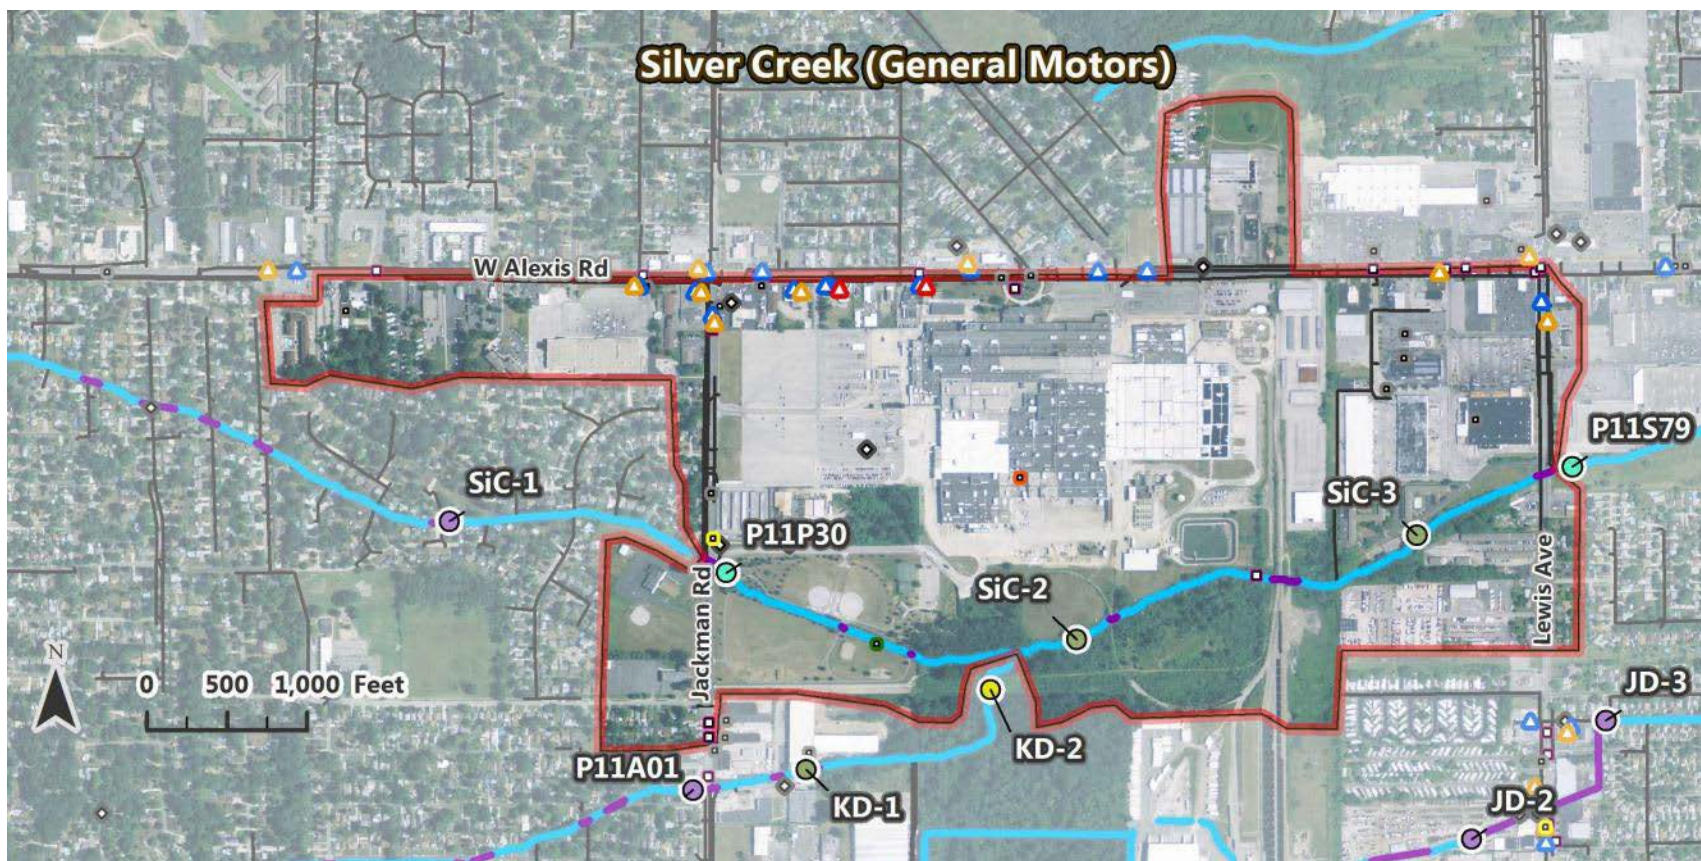 Silver Creek (General Motors)
W Alexis Rd
P11S79
SiC-1
SiC-3
P11P30
SiC-2
Jackman Rd
Lewis Ave
N
0 500 1,000 Feet
JD-3
KD-2
P11A01
KD-1
JD-2